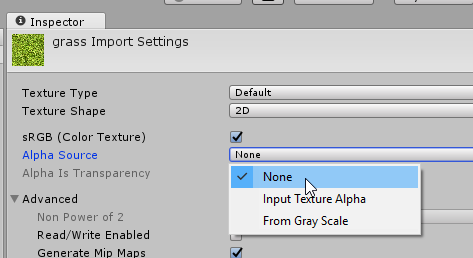 Inspector
grass Import Settings
Texture Type Default
Texture Shape 2D
sRGB (Color Texture)
Alpha Source None
Alpha Is Transparency None
Advanced Input Texture Alpha
Non Power of 2 From Gray Scale
Read/Write Enabled
Generate Mip Maps